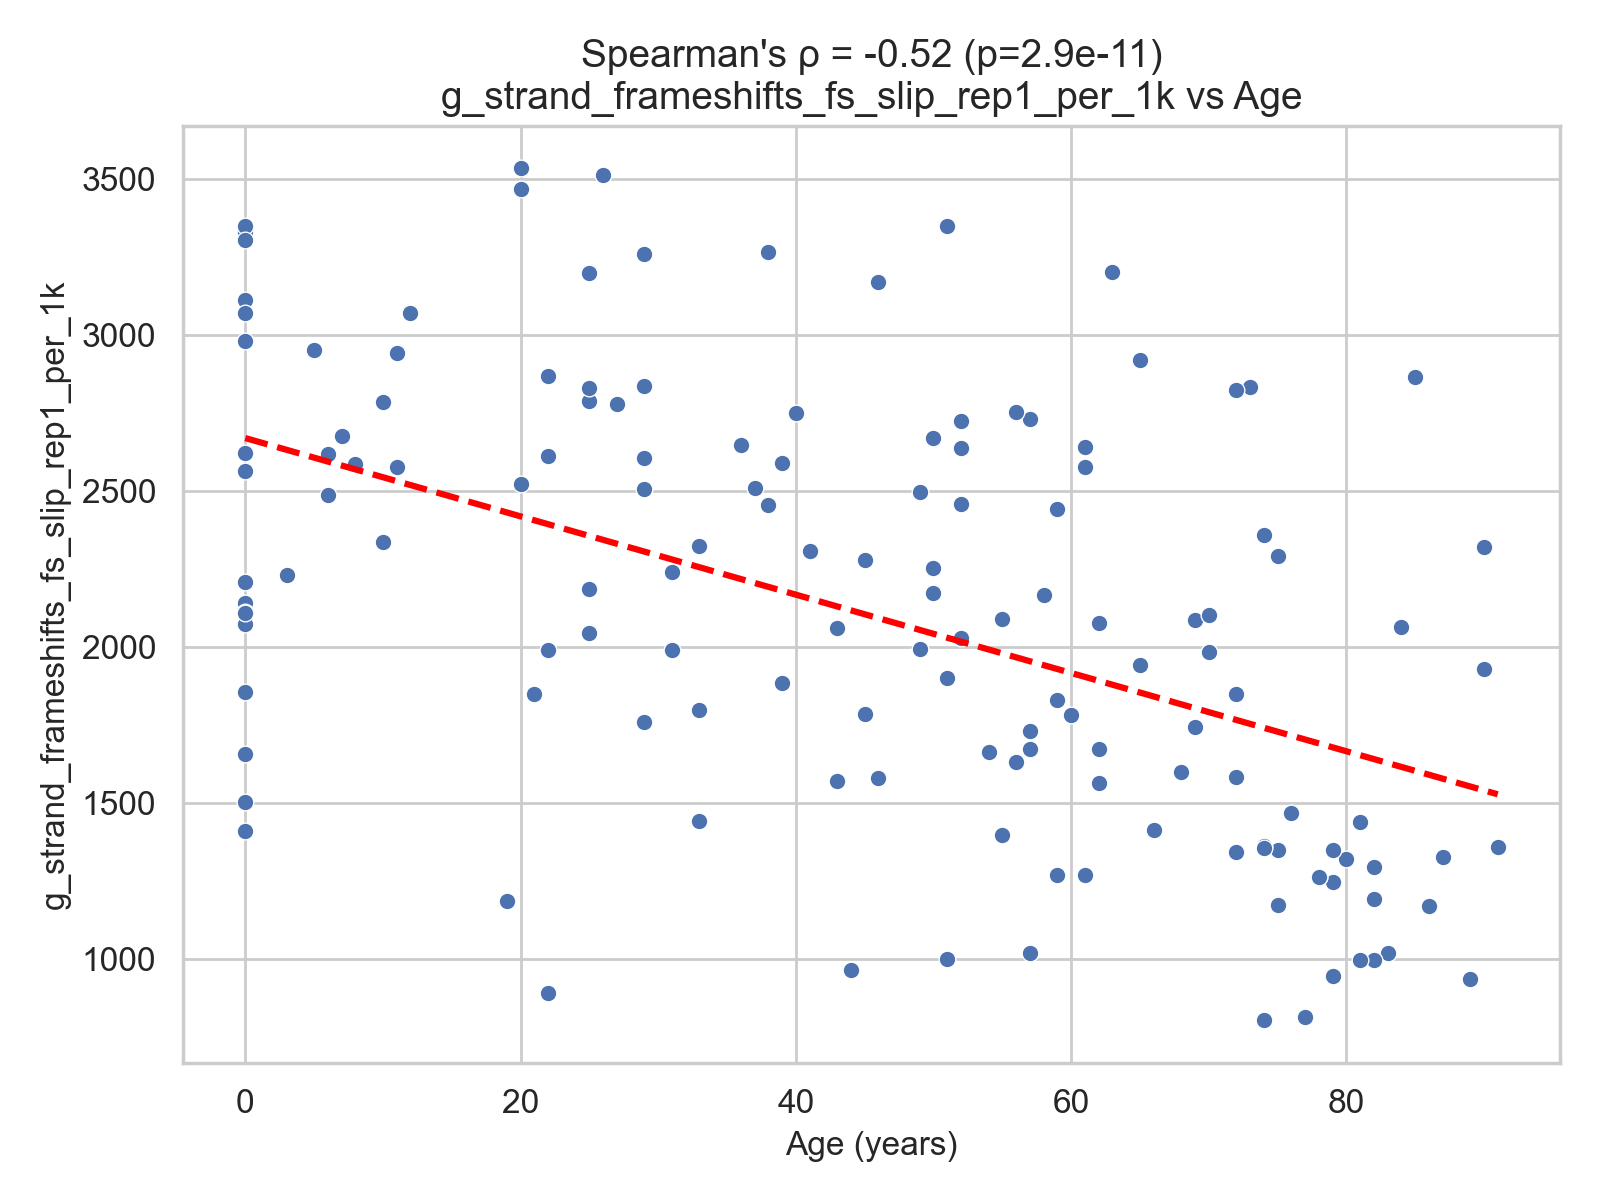 Spearman's ρ = -0.52 (p=2.9e-11)
g_strand_frameshifts_fs_slip_rep1_per_1k vs Age
g_strand_frameshifts_fs_slip_rep1_per_1k
3500
3000
2500
2000
1500
1000
0 20 40 60 80
Age (years)